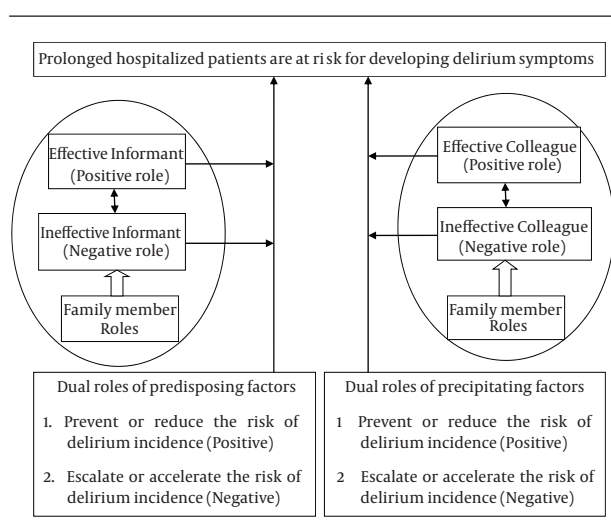 Prolonged hospitalized patients are at risk for developing delirium symptoms
Effective Informant
(Positive role)
Ineffective Informant
(Negative role)
Family member
Roles
Effective Colleague
(Positive role)
Ineffective Colleague
(Negative role)
Family member
Roles
Dual roles of predisposing factors
1. Prevent or reduce the risk of
delirium incidence (Positive)
2. Escalate or accelerate the risk of
delirium incidence (Negative)
Dual roles of precipitating factors
1 Prevent or reduce the risk of
delirium incidence (Positive)
2 Escalate or accelerate the risk of
delirium incidence (Negative)